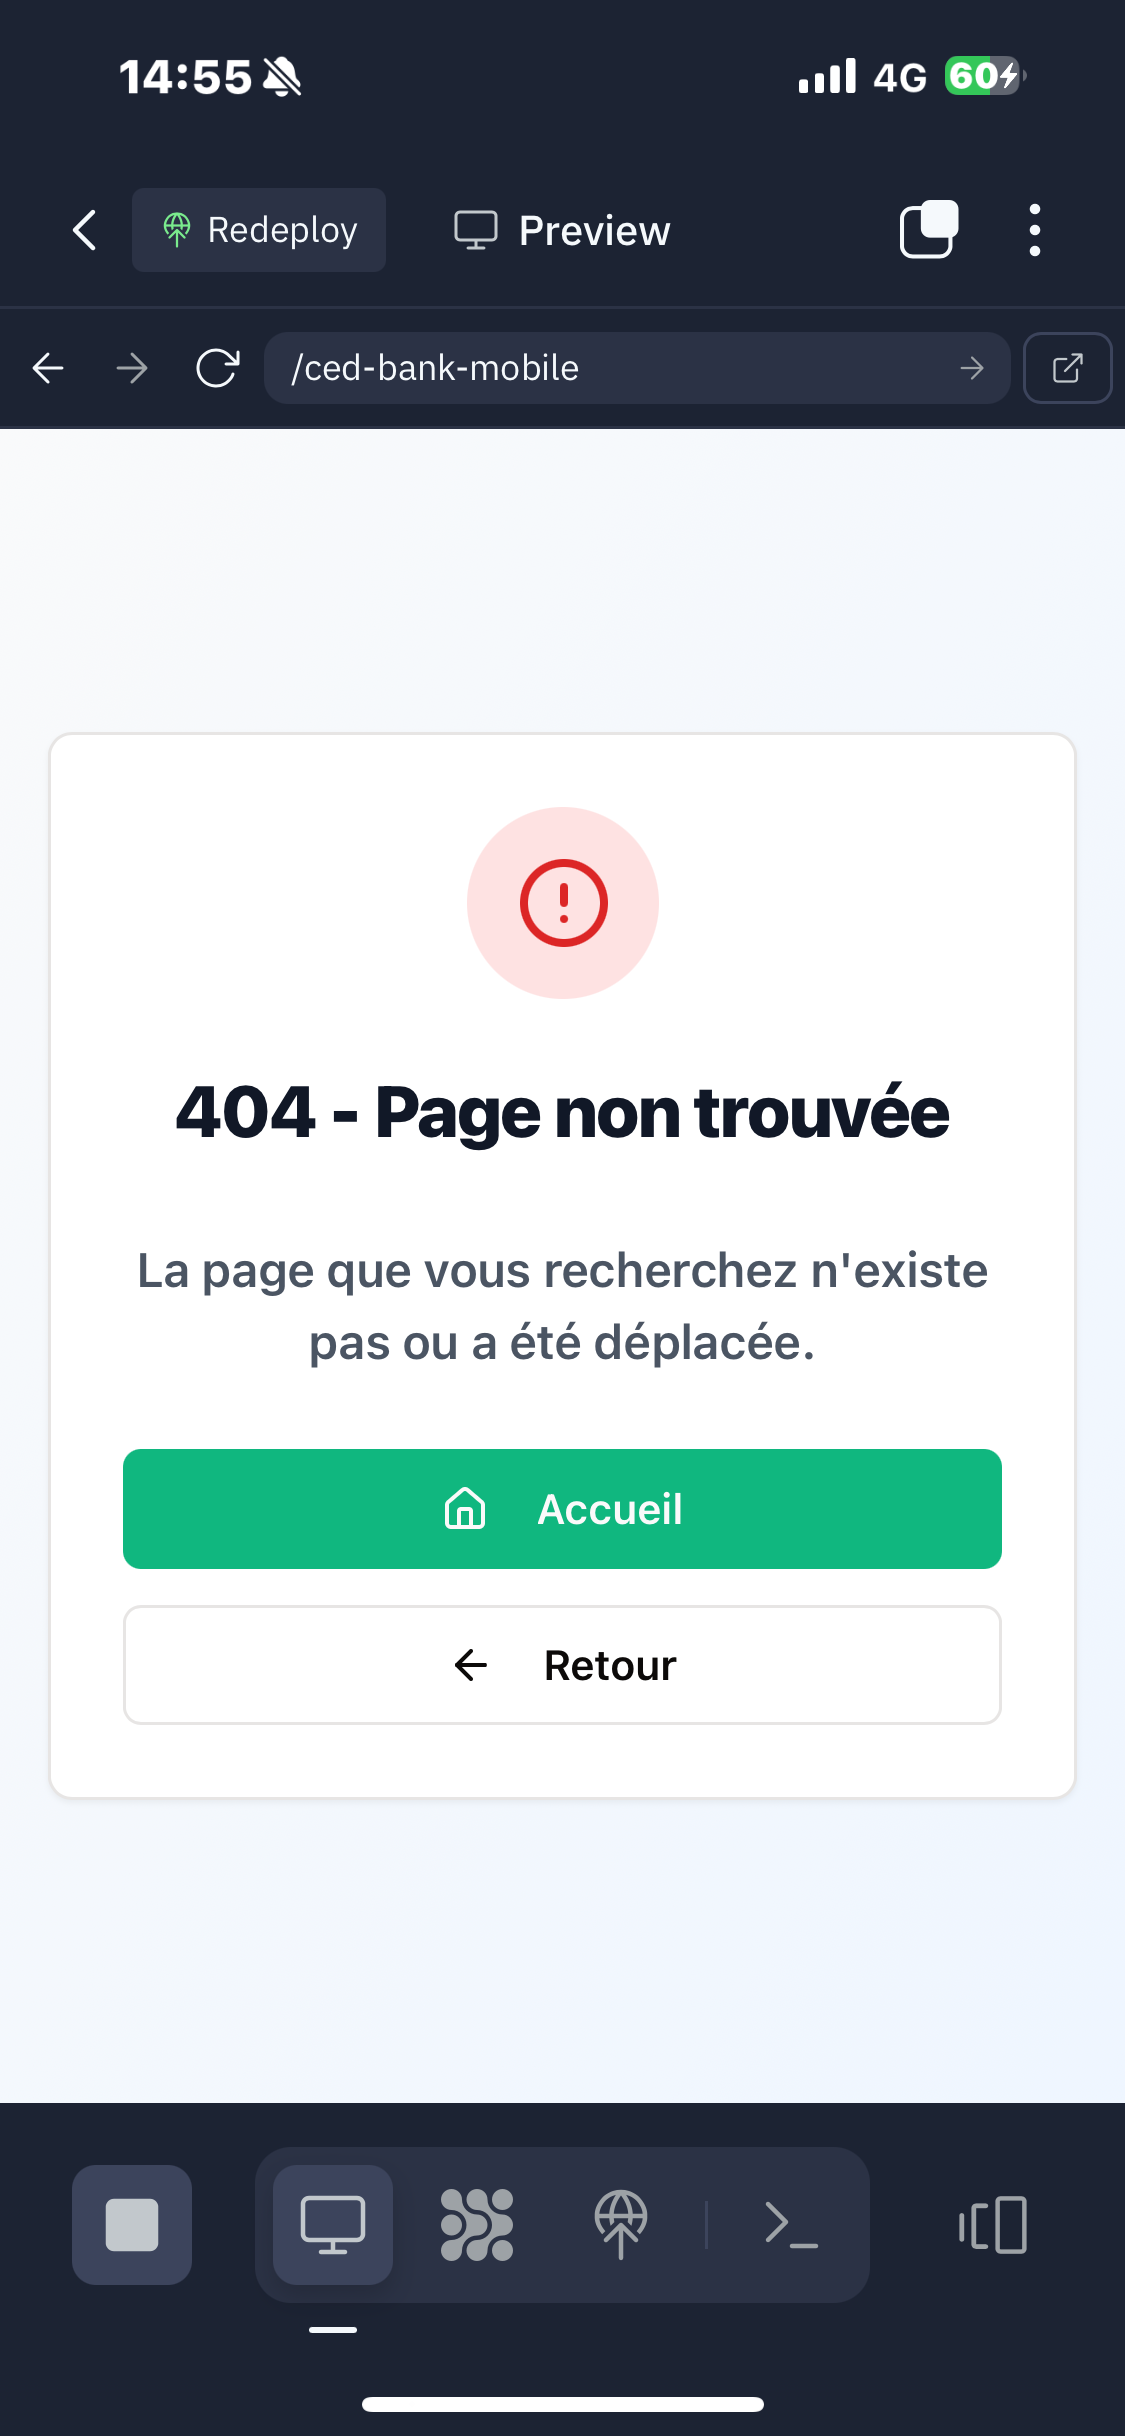 14:55
4G
60
Redeploy
Preview
/ced-bank-mobile
404 - Page non trouvée
La page que vous recherchez n'existe
pas ou a été déplacée.
Accueil
Retour